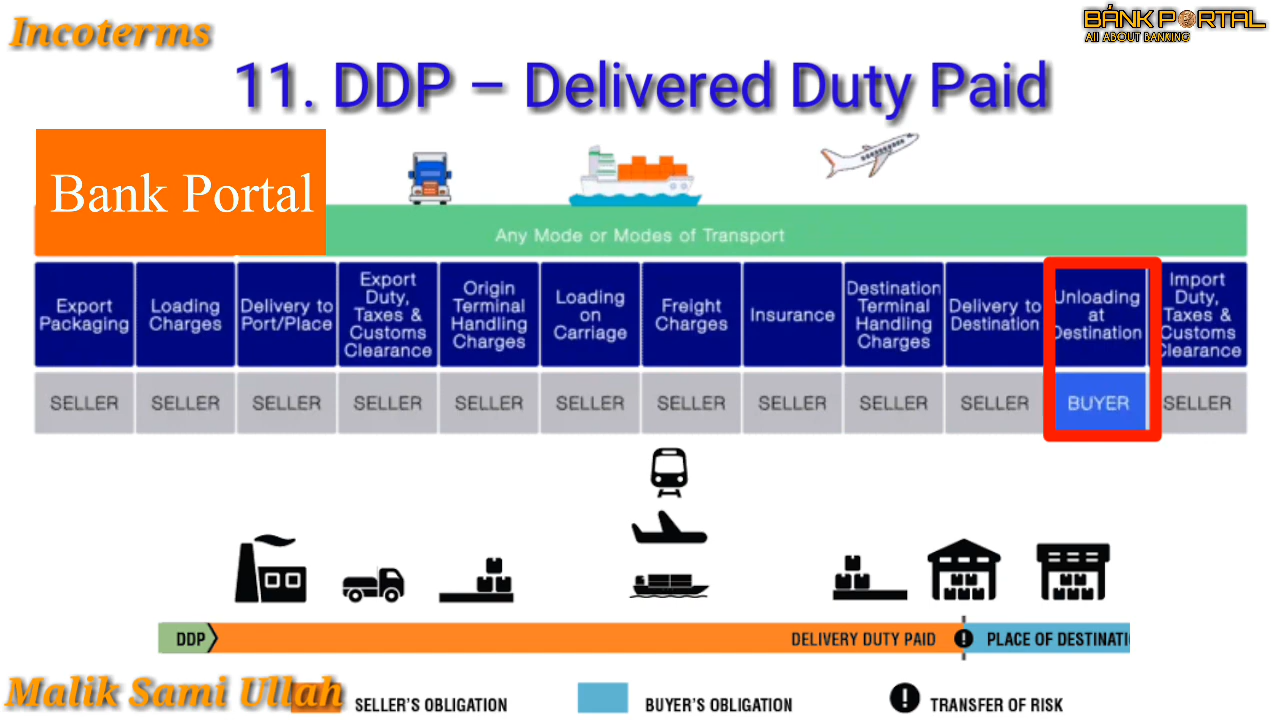 Incoterms
BÁNK PORTAL
All ABOUT BANKING
11. DDP – Delivered Duty Paid
Bank Portal
Any Mode or Modes of Transport
Export
Packaging
Loading
Charges
Delivery to
Port/Place
Export
Duty,
Taxes &
Customs
Clearance
Origin
Terminal
Handling
Charges
Loading
on
Carriage
Freight
Charges
Insurance
Destination
Terminal
Handling
Charges
Delivery to
Destination
Unloading
at
Destination
Import
Duty,
Taxes &
Customs
Clearance
SELLER SELLER SELLER SELLER SELLER SELLER SELLER SELLER SELLER SELLER BUYER SELLER
DDP DELIVERY DUTY PAID ! PLACE OF DESTINATI
Malik Sami Ullah
SELLER'S OBLIGATION BUYER'S OBLIGATION ! TRANSFER OF RISK